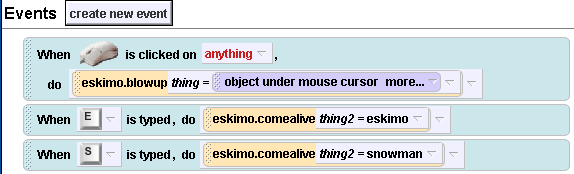 Events create new event
When is clicked on anything ,
do eskimo.blowup thing = object under mouse cursor more...
When E is typed , do eskimo.comealive thing2 = eskimo
When S is typed , do eskimo.comealive thing2 = snowman